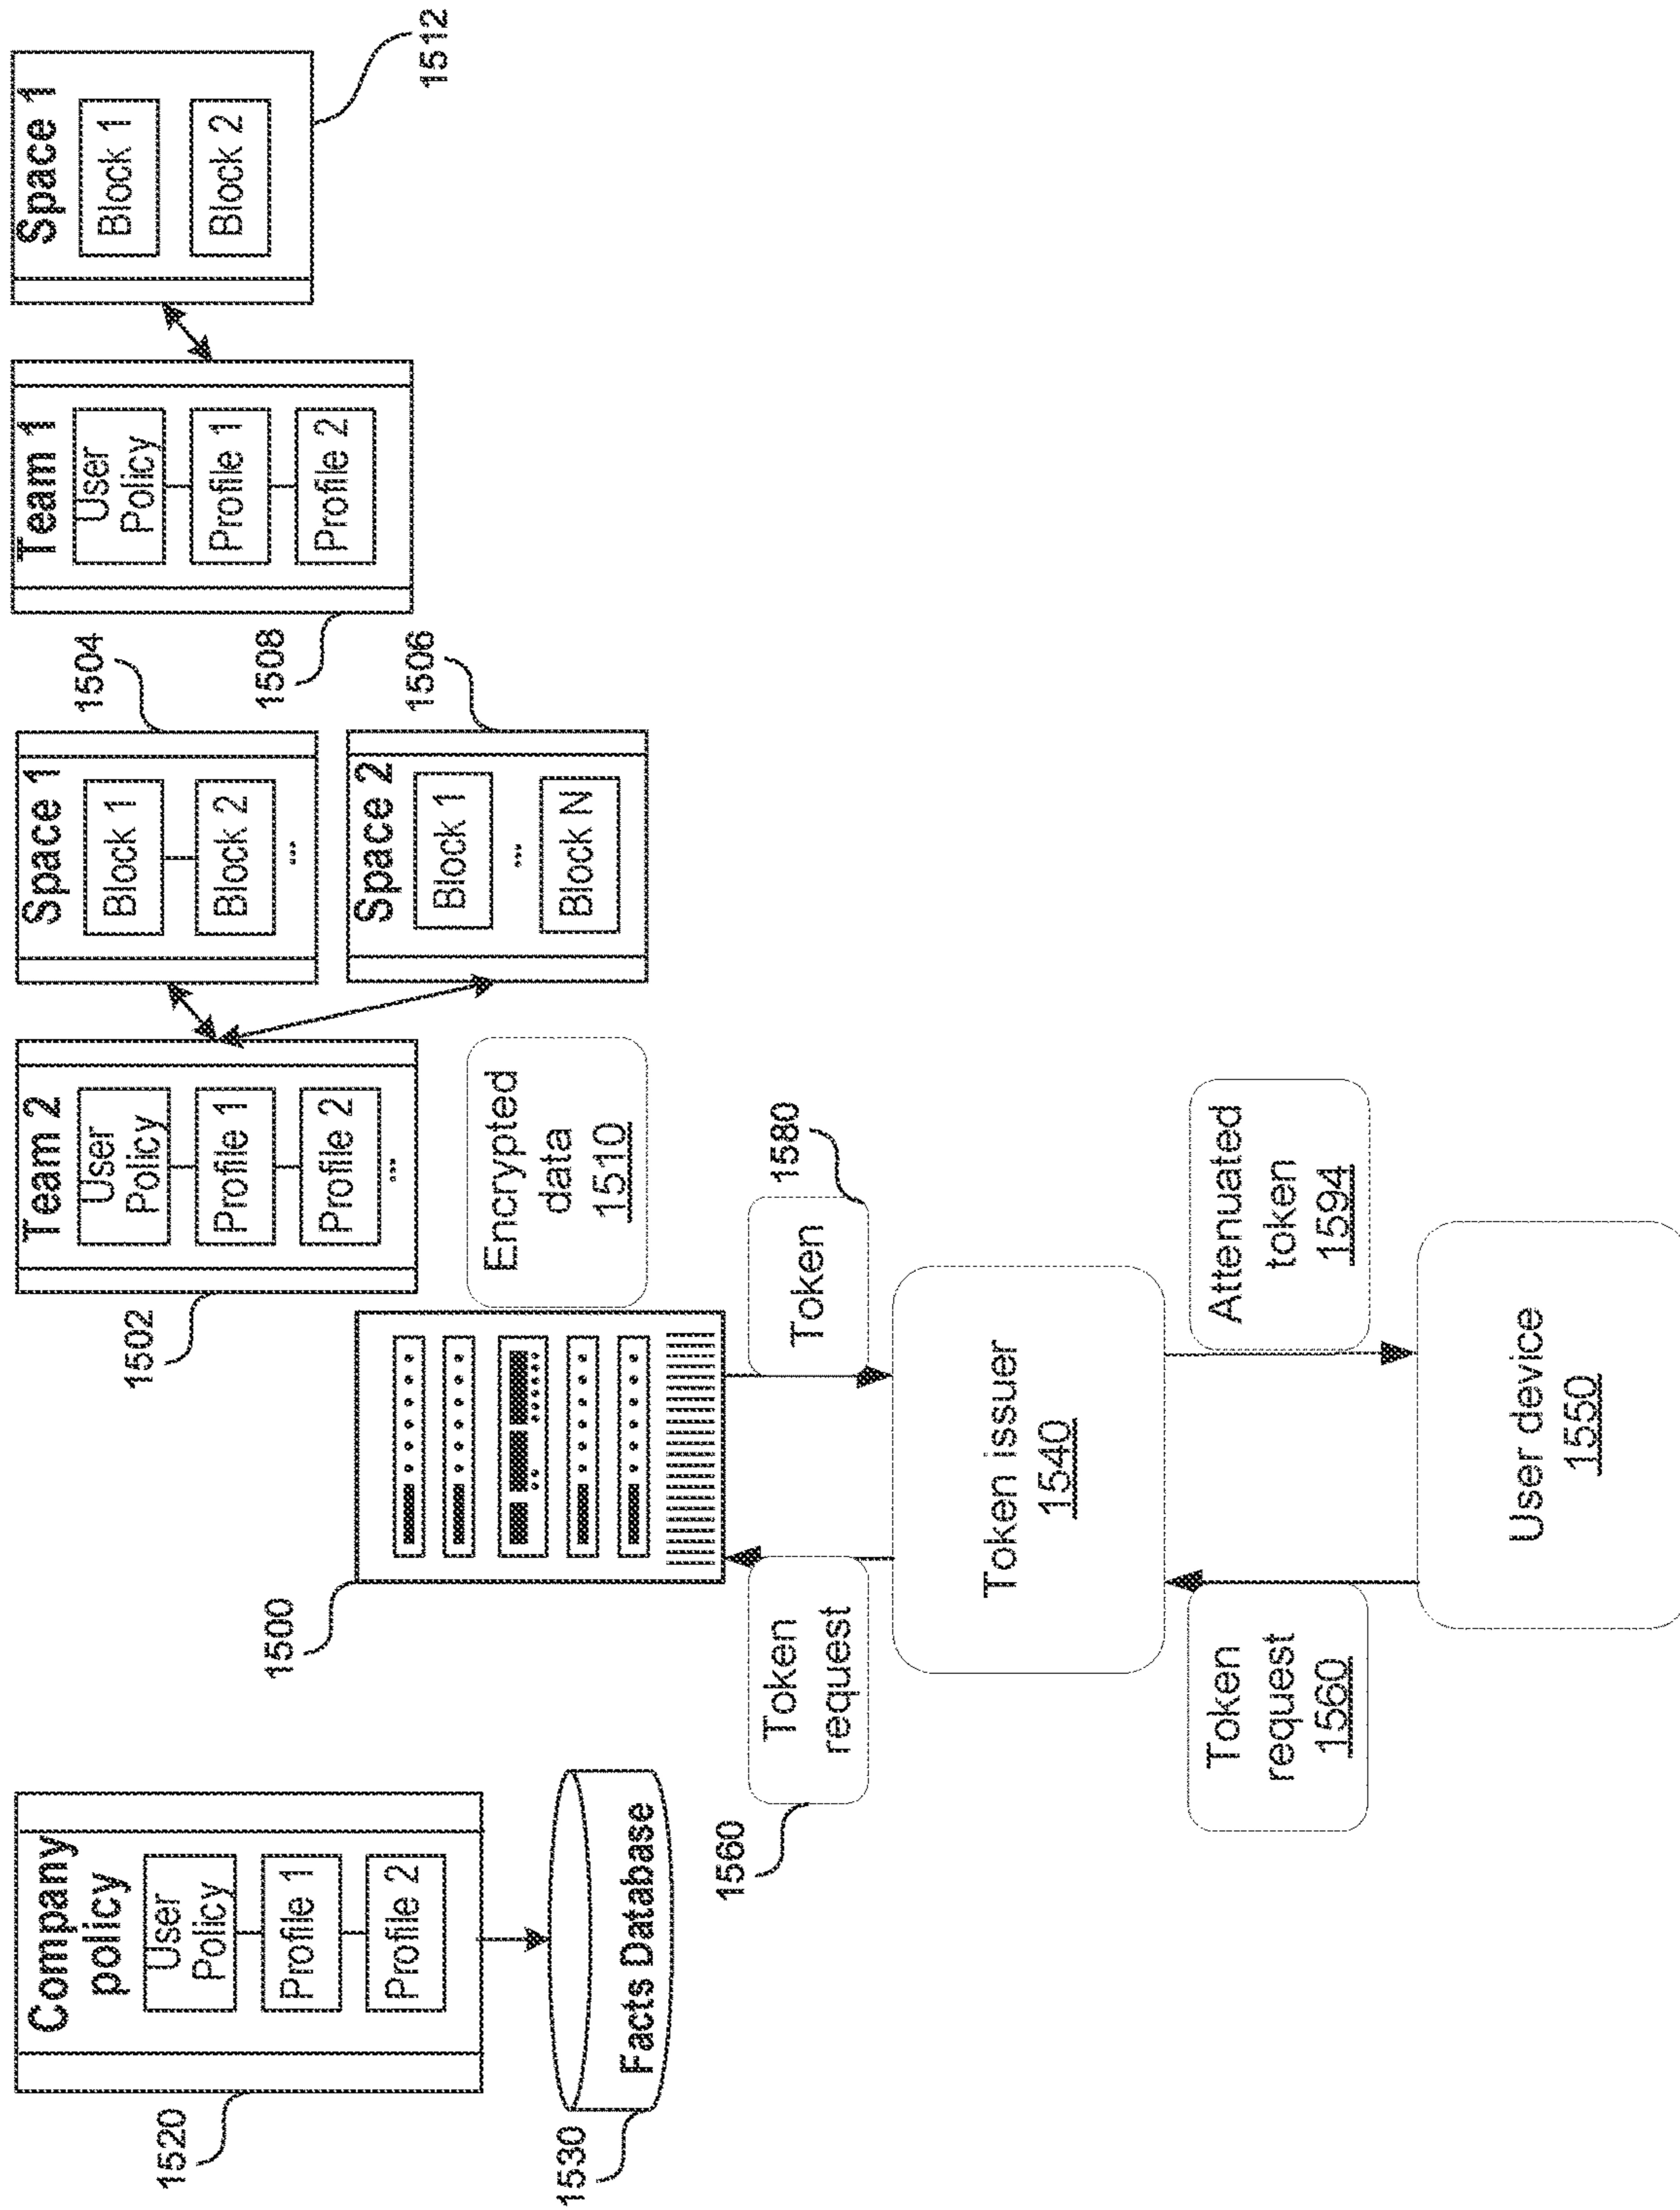 Company
policy
User
Policy
Profile 1
Profile 2
1520
Facts Database
1530
1500
Team 2
User
Policy
Profile 1
Profile 2
...
1502
Space 1
Block 1
Block 2
...
1504
Space 2
Block 1
...
Block N
1506
Team 1
User
Policy
Profile 1
Profile 2
1508
Space 1
Block 1
Block 2
1512
Encrypted
data
1510
Token
request
1560
Token
1580
Token issuer
1540
Token
request
1560
Attenuated
token
1594
User device
1550